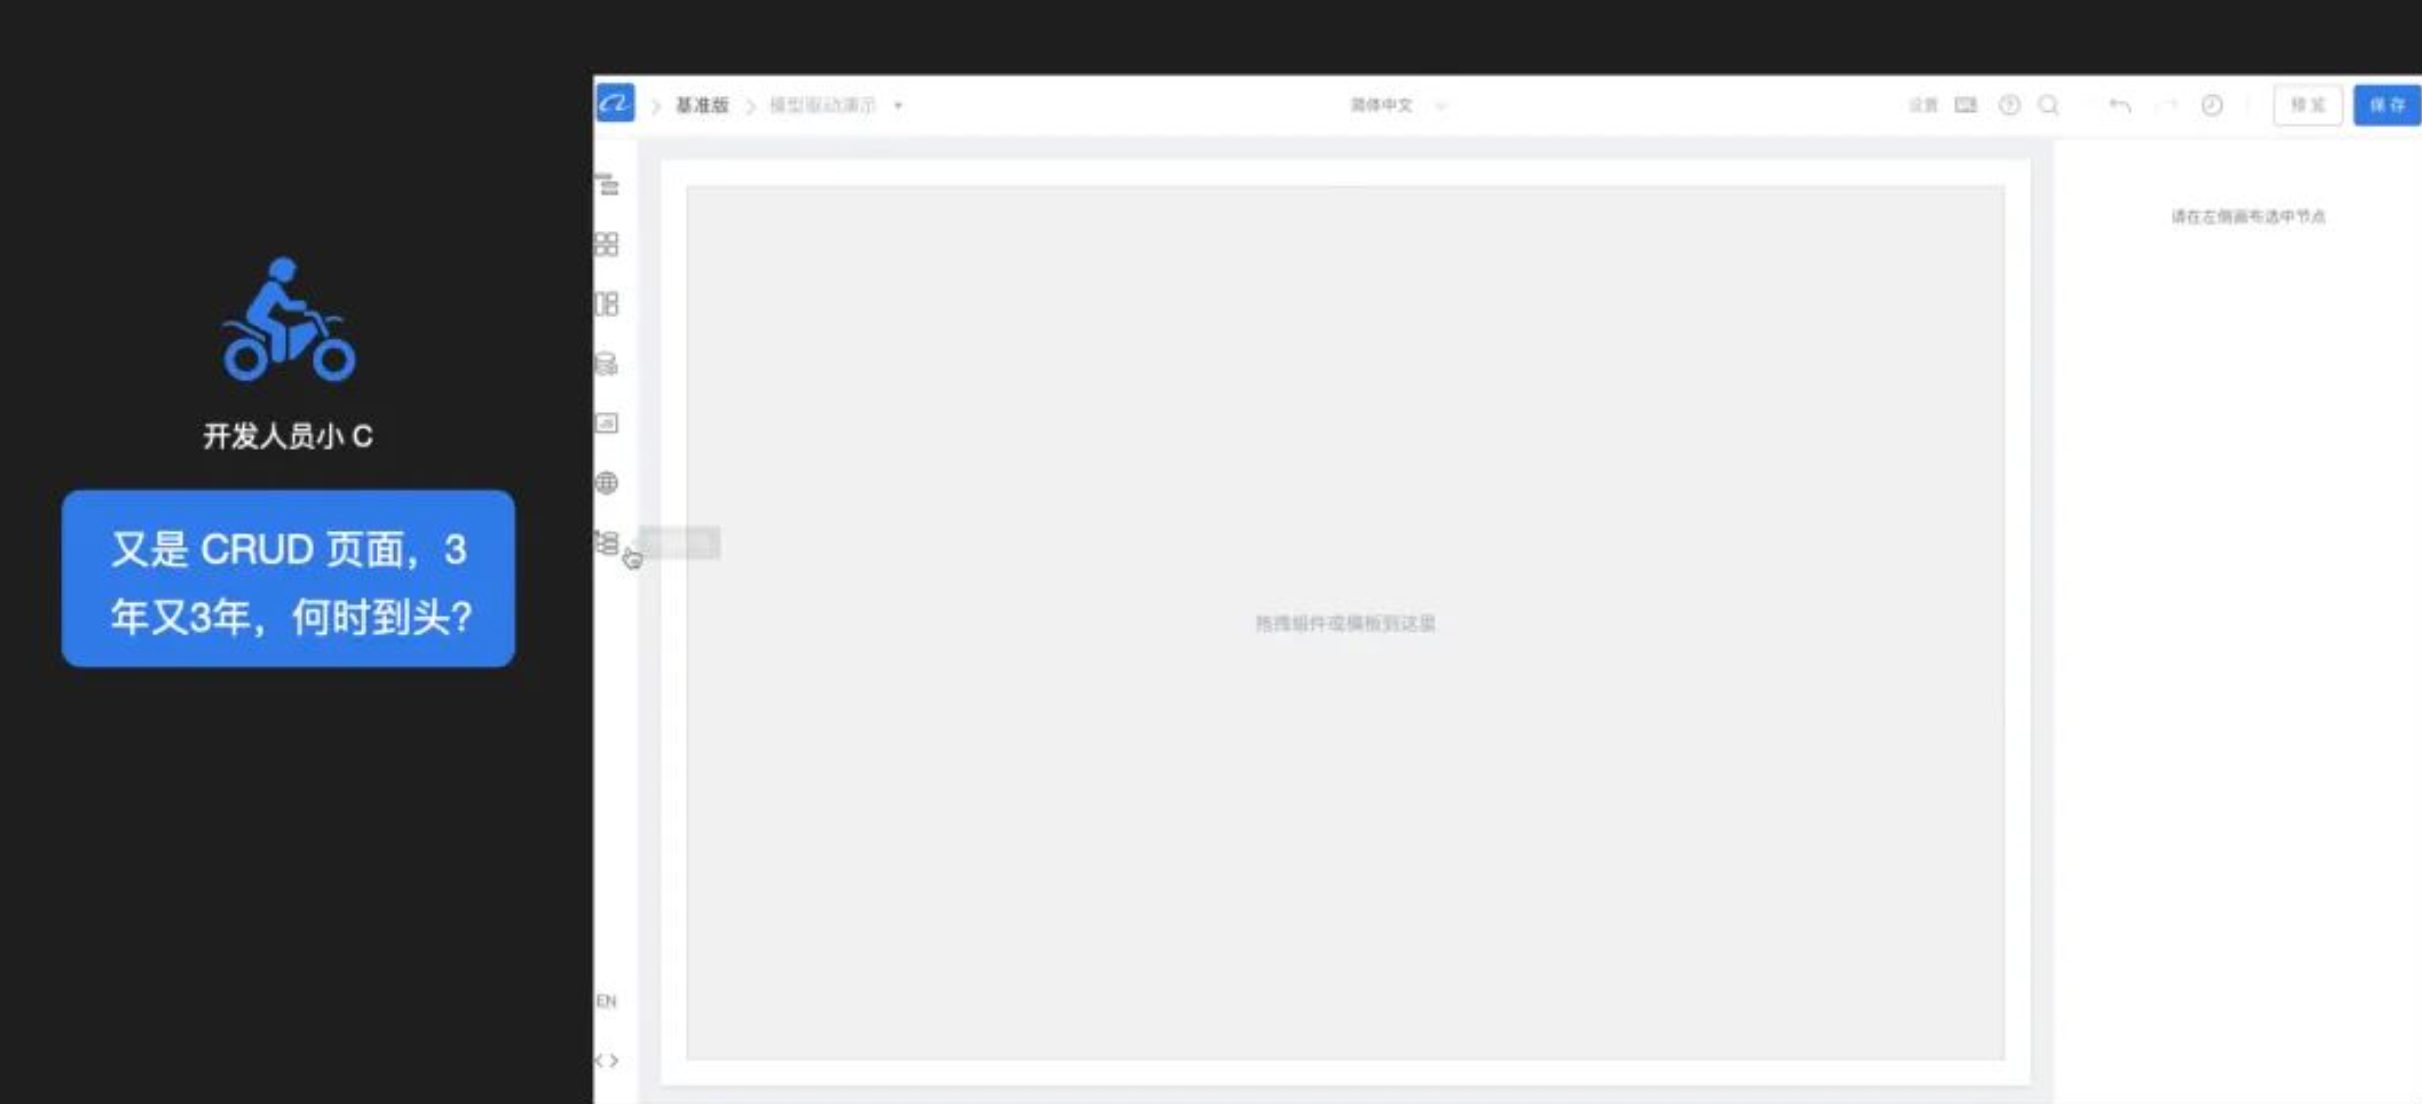 开发人员小 C
又是 CRUD 页面，3
年又3年，何时到头？
基准版
模型驱动演示
简体中文
设置
预览
保存
请在左侧画布选中节点
JS
拖拽组件或模板到这里
EN